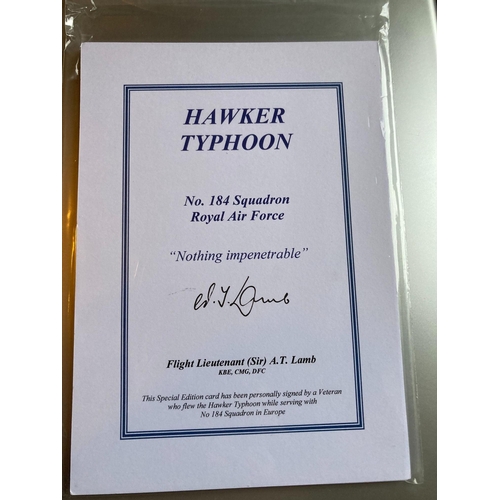 HAWKER
TYPHOON
No. 184 Squadron
Royal Air Force
“Nothing impenetrable”
A.T. Lamb
Flight Lieutenant (Sir) A.T. Lamb
KBE, CMG, DFC
This Special Edition card has been personally signed by a Veteran
who flew the Hawker Typhoon while serving with
No 184 Squadron in Europe